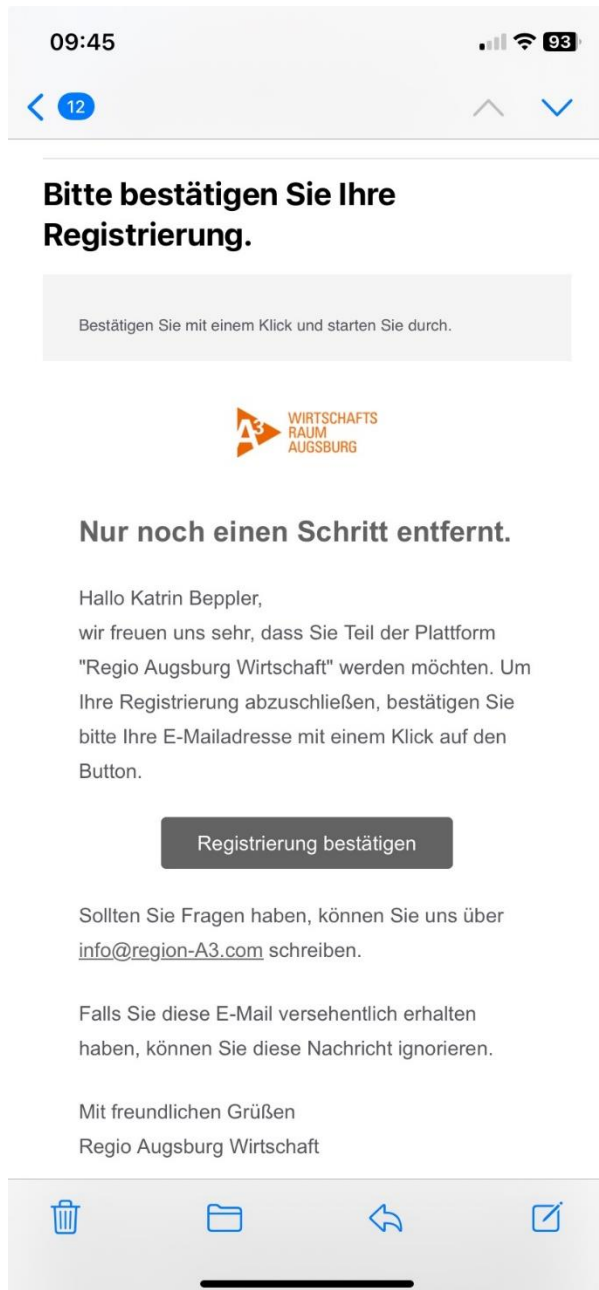 09:45
93
12
Bitte bestätigen Sie Ihre
Registrierung.
Bestätigen Sie mit einem Klick und starten Sie durch.
A3
WIRTSCHAFTS
RAUM
AUGSBURG
Nur noch einen Schritt entfernt.
Hallo Katrin Beppler,
wir freuen uns sehr, dass Sie Teil der Plattform
"Regio Augsburg Wirtschaft" werden möchten. Um
Ihre Registrierung abzuschließen, bestätigen Sie
bitte Ihre E-Mailadresse mit einem Klick auf den
Button.
Registrierung bestätigen
Sollten Sie Fragen haben, können Sie uns über
info@region-A3.com schreiben.
Falls Sie diese E-Mail versehentlich erhalten
haben, können Sie diese Nachricht ignorieren.
Mit freundlichen Grüßen
Regio Augsburg Wirtschaft